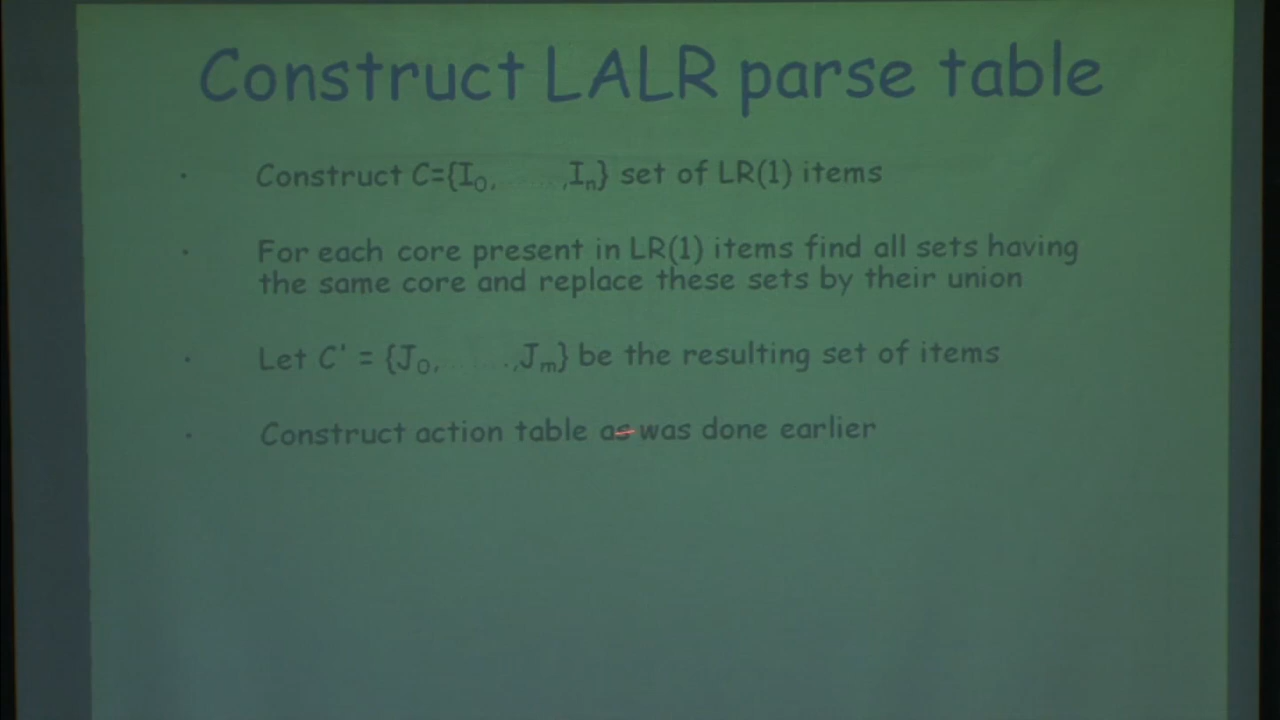 Construct LALR parse table
· Construct C={I0,........,In} set of LR(1) items
· For each core present in LR(1) items find all sets having
the same core and replace these sets by their union
· Let C' = {J0,........,Jm} be the resulting set of items
· Construct action table as was done earlier